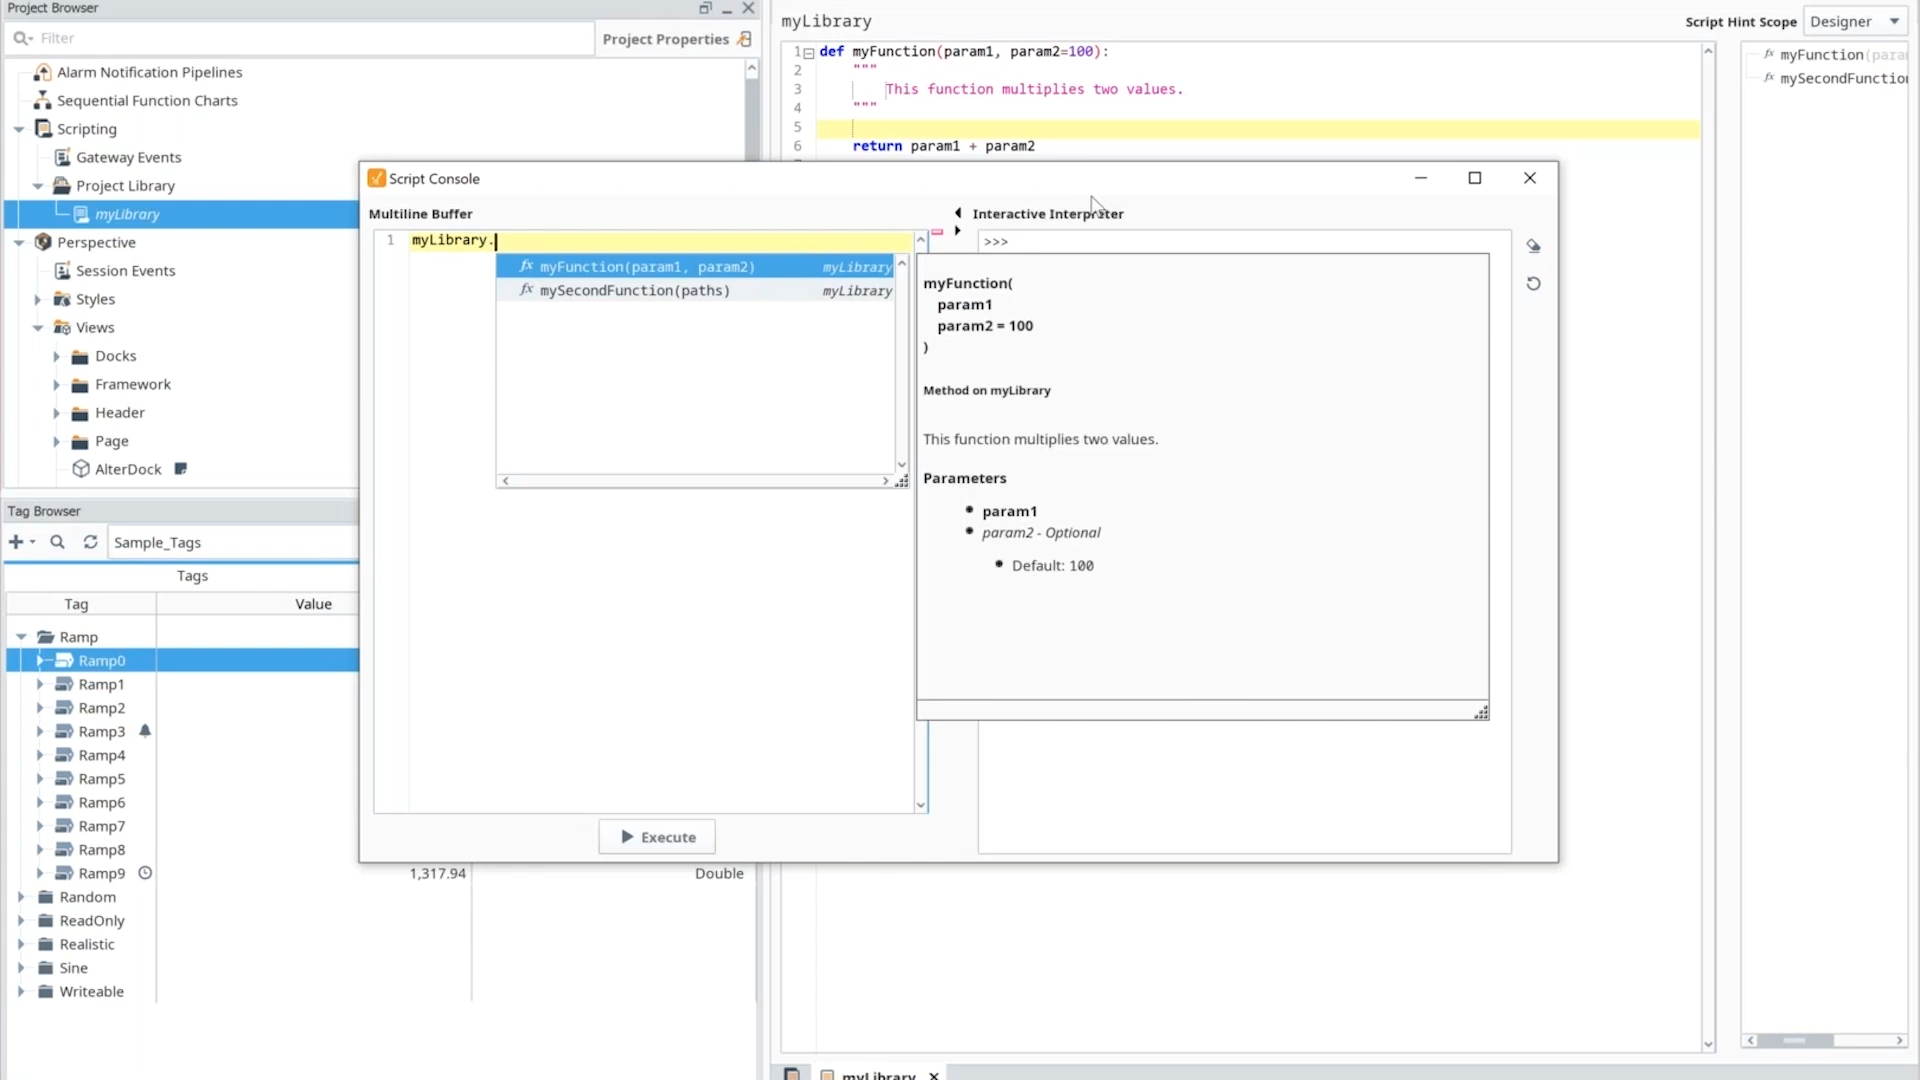 Project Browser
Filter
Project Properties
Alarm Notification Pipelines
Sequential Function Charts
Scripting
Gateway Events
Project Library
myLibrary
Perspective
Session Events
Styles
Views
Docks
Framework
Header
Page
AlterDock
Tag Browser
Sample_Tags
Tags
Tag Value
Ramp
Ramp0
Ramp1
Ramp2
Ramp3
Ramp4
Ramp5
Ramp6
Ramp7
Ramp8
Ramp9 1,317.94 Double
Random
ReadOnly
Realistic
Sine
Writeable
myLibrary
Script Hint Scope Designer
1 def myFunction(param1, param2=100):
2 """
3 This function multiplies two values.
4 """
5
6 return param1 + param2
myFunction(para
mySecondFunctio
Script Console
Multiline Buffer
1 myLibrary.
myFunction(param1, param2) myLibrary
mySecondFunction(paths) myLibrary
Execute
Interactive Interpreter
>>>
myFunction(
param1
param2 = 100
)
Method on myLibrary
This function multiplies two values.
Parameters
• param1
• param2 - Optional
• Default: 100
myLibrary